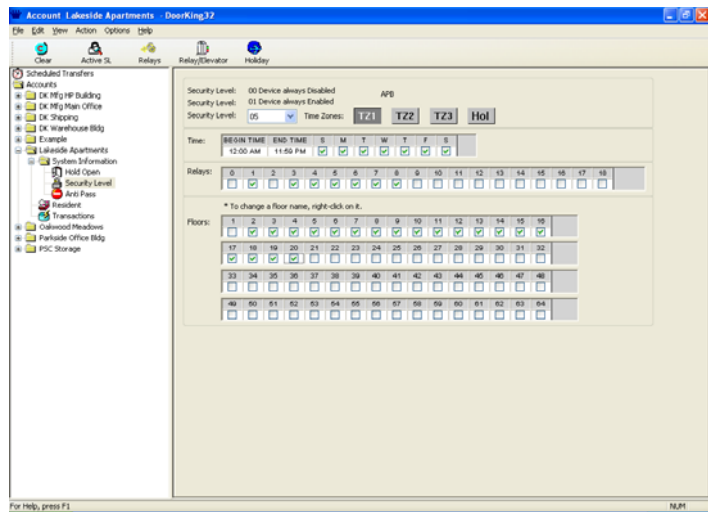 Account Lakeside Apartments - DoorKing32
File Edit View Action Options Help
Clear Active SL Relays Relay/Elevator Holiday
Scheduled Transfers
Accounts
DK Mfg HP Building
DK Mfg Main Office
DK Shipping
DK Warehouse Bldg
Example
Lakeside Apartments
System Information
Hold Open
Security Level
Anti Pass
Resident
Transactions
Oakwood Meadows
Parkside Office Bldg
PSC Storage
Security Level: 00 Device always Disabled APB
Security Level: 01 Device always Enabled
Security Level: 05 Time Zones: TZ1 TZ2 TZ3 Hol
Time: BEGIN TIME END TIME S M T W T F S
12:00 AM 11:59 PM
Relays: 0 1 2 3 4 5 6 7 8 9 10 11 12 13 14 15 16 17 18
* To change a floor name, right-click on it.
Floors: 1 2 3 4 5 6 7 8 9 10 11 12 13 14 15 16
17 18 19 20 21 22 23 24 25 26 27 28 29 30 31 32
33 34 35 36 37 38 39 40 41 42 43 44 45 46 47 48
49 50 51 52 53 54 55 56 57 58 59 60 61 62 63 64
For Help, press F1 NUM